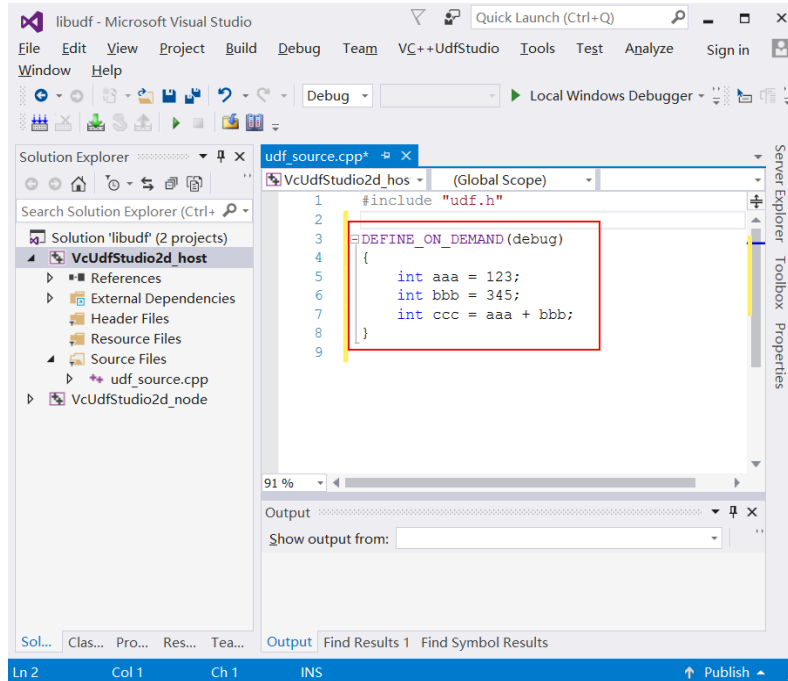 libudf - Microsoft Visual Studio
Quick Launch (Ctrl+Q)
File Edit View Project Build Debug Team VC++UdfStudio Tools Test Analyze Sign in
Window Help
Debug Local Windows Debugger
Solution Explorer
Search Solution Explorer (Ctrl+
Solution 'libudf' (2 projects)
VcUdfStudio2d_host
References
External Dependencies
Header Files
Resource Files
Source Files
udf_source.cpp
VcUdfStudio2d_node
Sol... Clas... Pro... Res... Tea...
udf_source.cpp*
VcUdfStudio2d_hos (Global Scope)
1 #include "udf.h"
2
3 DEFINE_ON_DEMAND(debug)
4 {
5 int aaa = 123;
6 int bbb = 345;
7 int ccc = aaa + bbb;
8 }
9
91 %
Output
Show output from:
Output Find Results 1 Find Symbol Results
Server Explorer
Toolbox
Properties
Ln 2 Col 1 Ch 1 INS Publish